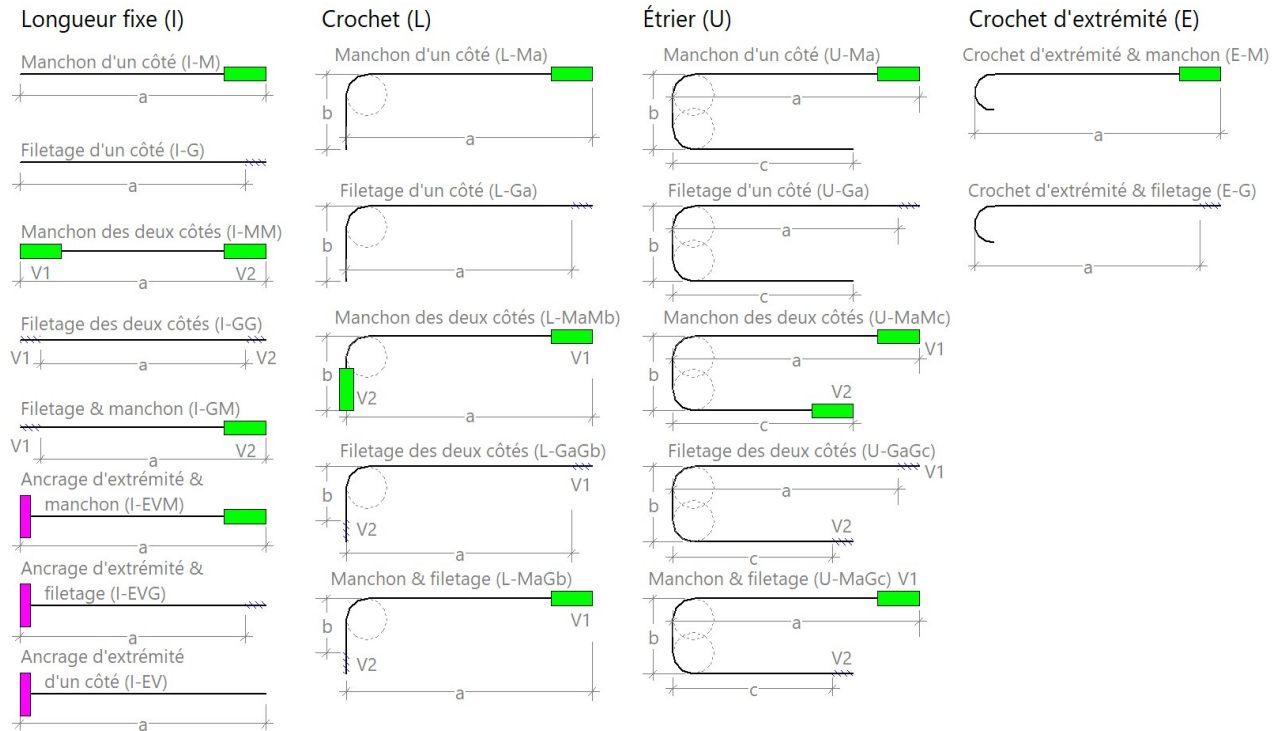 Longueur fixe (I)
Manchon d'un côté (I-M)
a
Filetage d'un côté (I-G)
a
Manchon des deux côtés (I-MM)
V1 V2
a
Filetage des deux côtés (I-GG)
V1 a V2
Filetage & manchon (I-GM)
V1 V2
a
Ancrage d'extrémité &
manchon (I-EVM)
a
Ancrage d'extrémité &
filetage (I-EVG)
a
Ancrage d'extrémité
d'un côté (I-EV)
a
Crochet (L)
Manchon d'un côté (L-Ma)
b
a
Filetage d'un côté (L-Ga)
b
a
Manchon des deux côtés (L-MaMb)
V1
b
V2
a
Filetage des deux côtés (L-GaGb)
V1
b
V2
a
Manchon & filetage (L-MaGb)
V1
b
V2
a
Étrier (U)
Manchon d'un côté (U-Ma)
a
b
c
Filetage d'un côté (U-Ga)
a
b
c
Manchon des deux côtés (U-MaMc)
V1
a
b
V2
c
Filetage des deux côtés (U-GaGc)
V1
a
b
V2
c
Manchon & filetage (U-MaGc) V1
a
b
V2
c
Crochet d'extrémité (E)
Crochet d'extrémité & manchon (E-M)
a
Crochet d'extrémité & filetage (E-G)
a